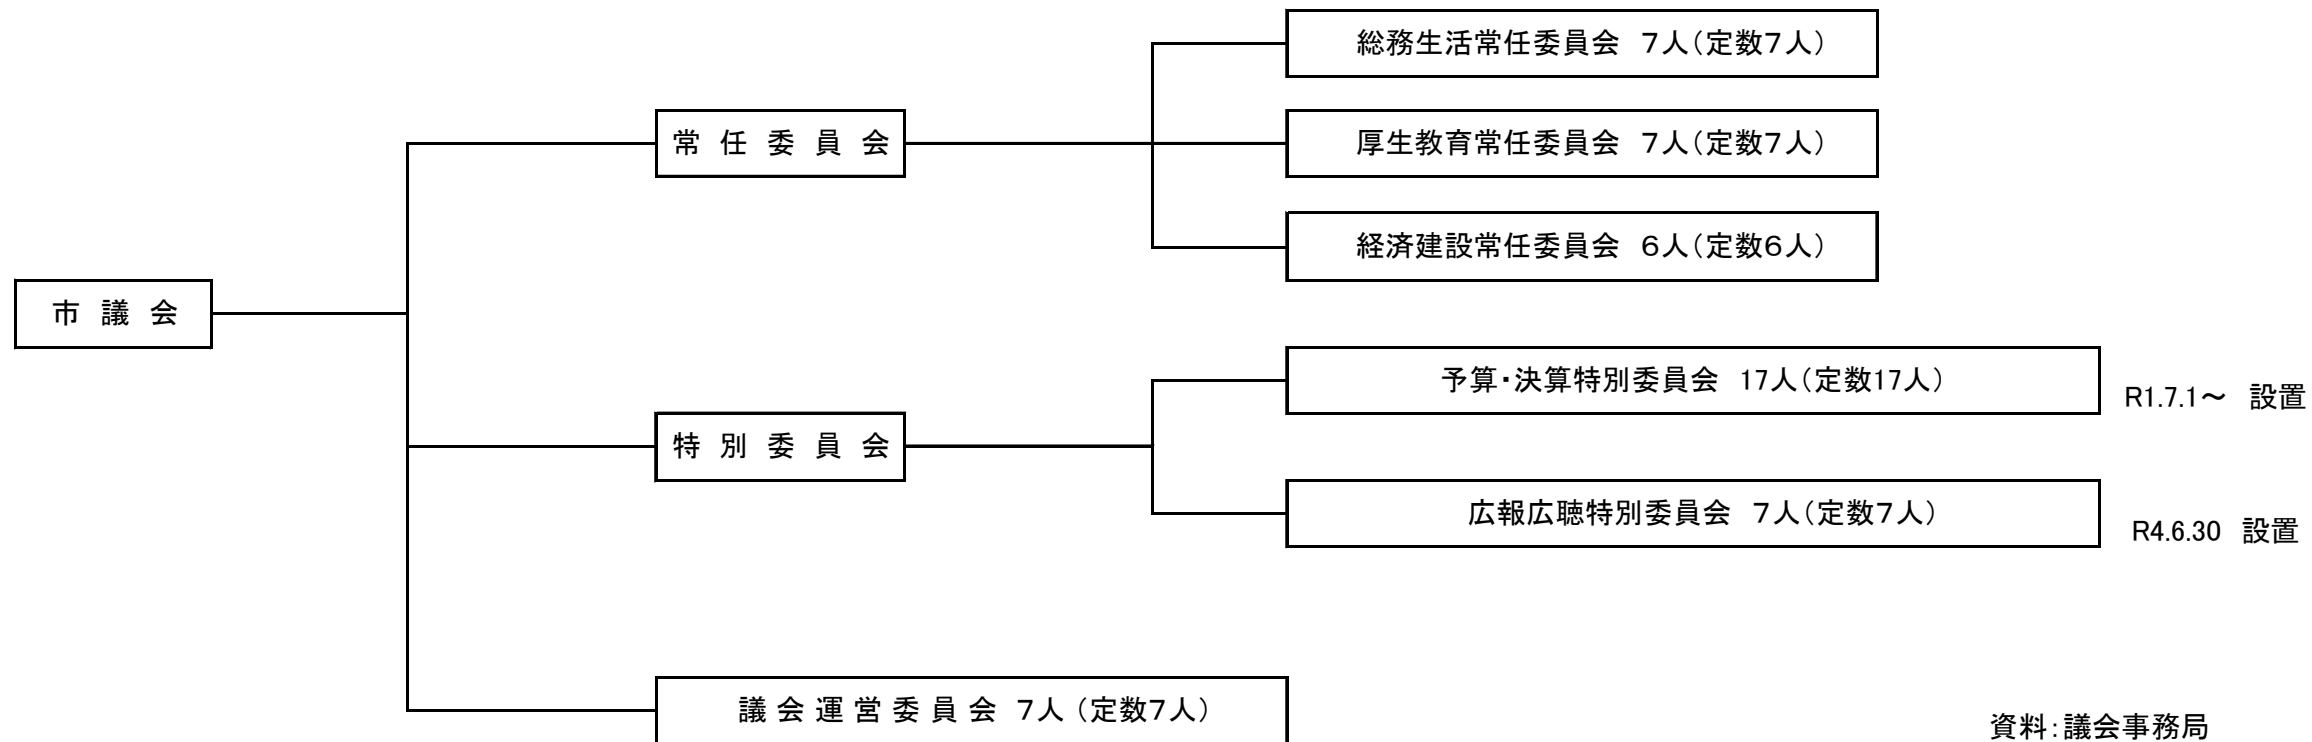 総務生活常任委員会　7人（定数7人）
常 任 委 員 会
厚生教育常任委員会　7人（定数7人）
経済建設常任委員会　6人（定数6人）
市 議 会
予算・決算特別委員会　17人（定数17人）
R1.7.1～　設置
特 別 委 員 会
広報広聴特別委員会　7人（定数7人）
R4.6.30　設置
議 会 運 営 委 員 会　7人（定数7人）
資料：議会事務局